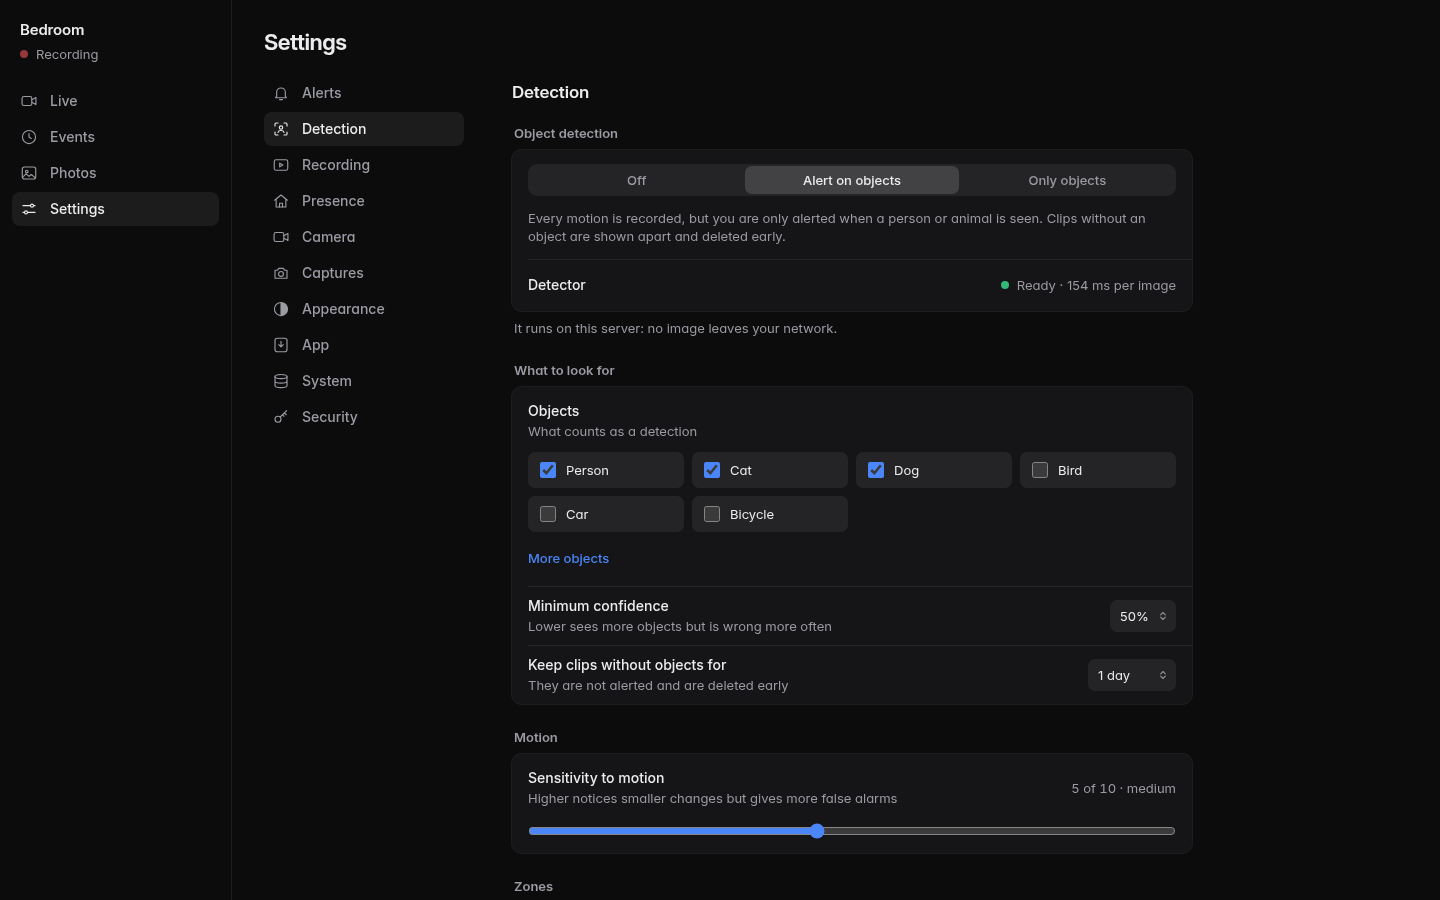 Bedroom
Recording
Live
Events
Photos
Settings
Settings
Alerts
Detection
Recording
Presence
Camera
Captures
Appearance
App
System
Security
Detection
Object detection
Off
Alert on objects
Only objects
Every motion is recorded, but you are only alerted when a person or animal is seen. Clips without an
object are shown apart and deleted early.
Detector
Ready · 154 ms per image
It runs on this server: no image leaves your network.
What to look for
Objects
What counts as a detection
Person
Cat
Dog
Bird
Car
Bicycle
More objects
Minimum confidence
Lower sees more objects but is wrong more often
50%
Keep clips without objects for
They are not alerted and are deleted early
1 day
Motion
Sensitivity to motion
Higher notices smaller changes but gives more false alarms
5 of 10 · medium
Zones